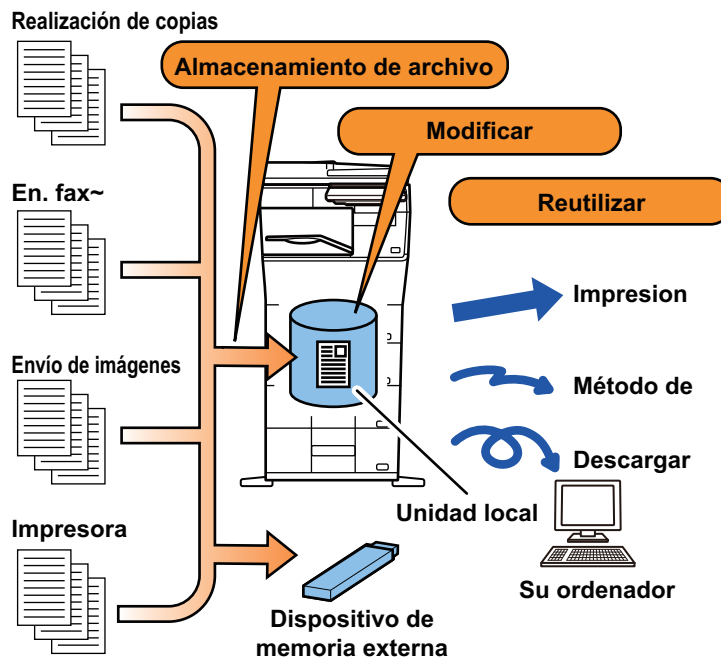 Realización de copias
Almacenamiento de archivo
Modificar
En. fax~
Reutilizar
Impresion
Envío de imágenes
Método de
Descargar
Unidad local
Impresora
Su ordenador
Dispositivo de
memoria externa